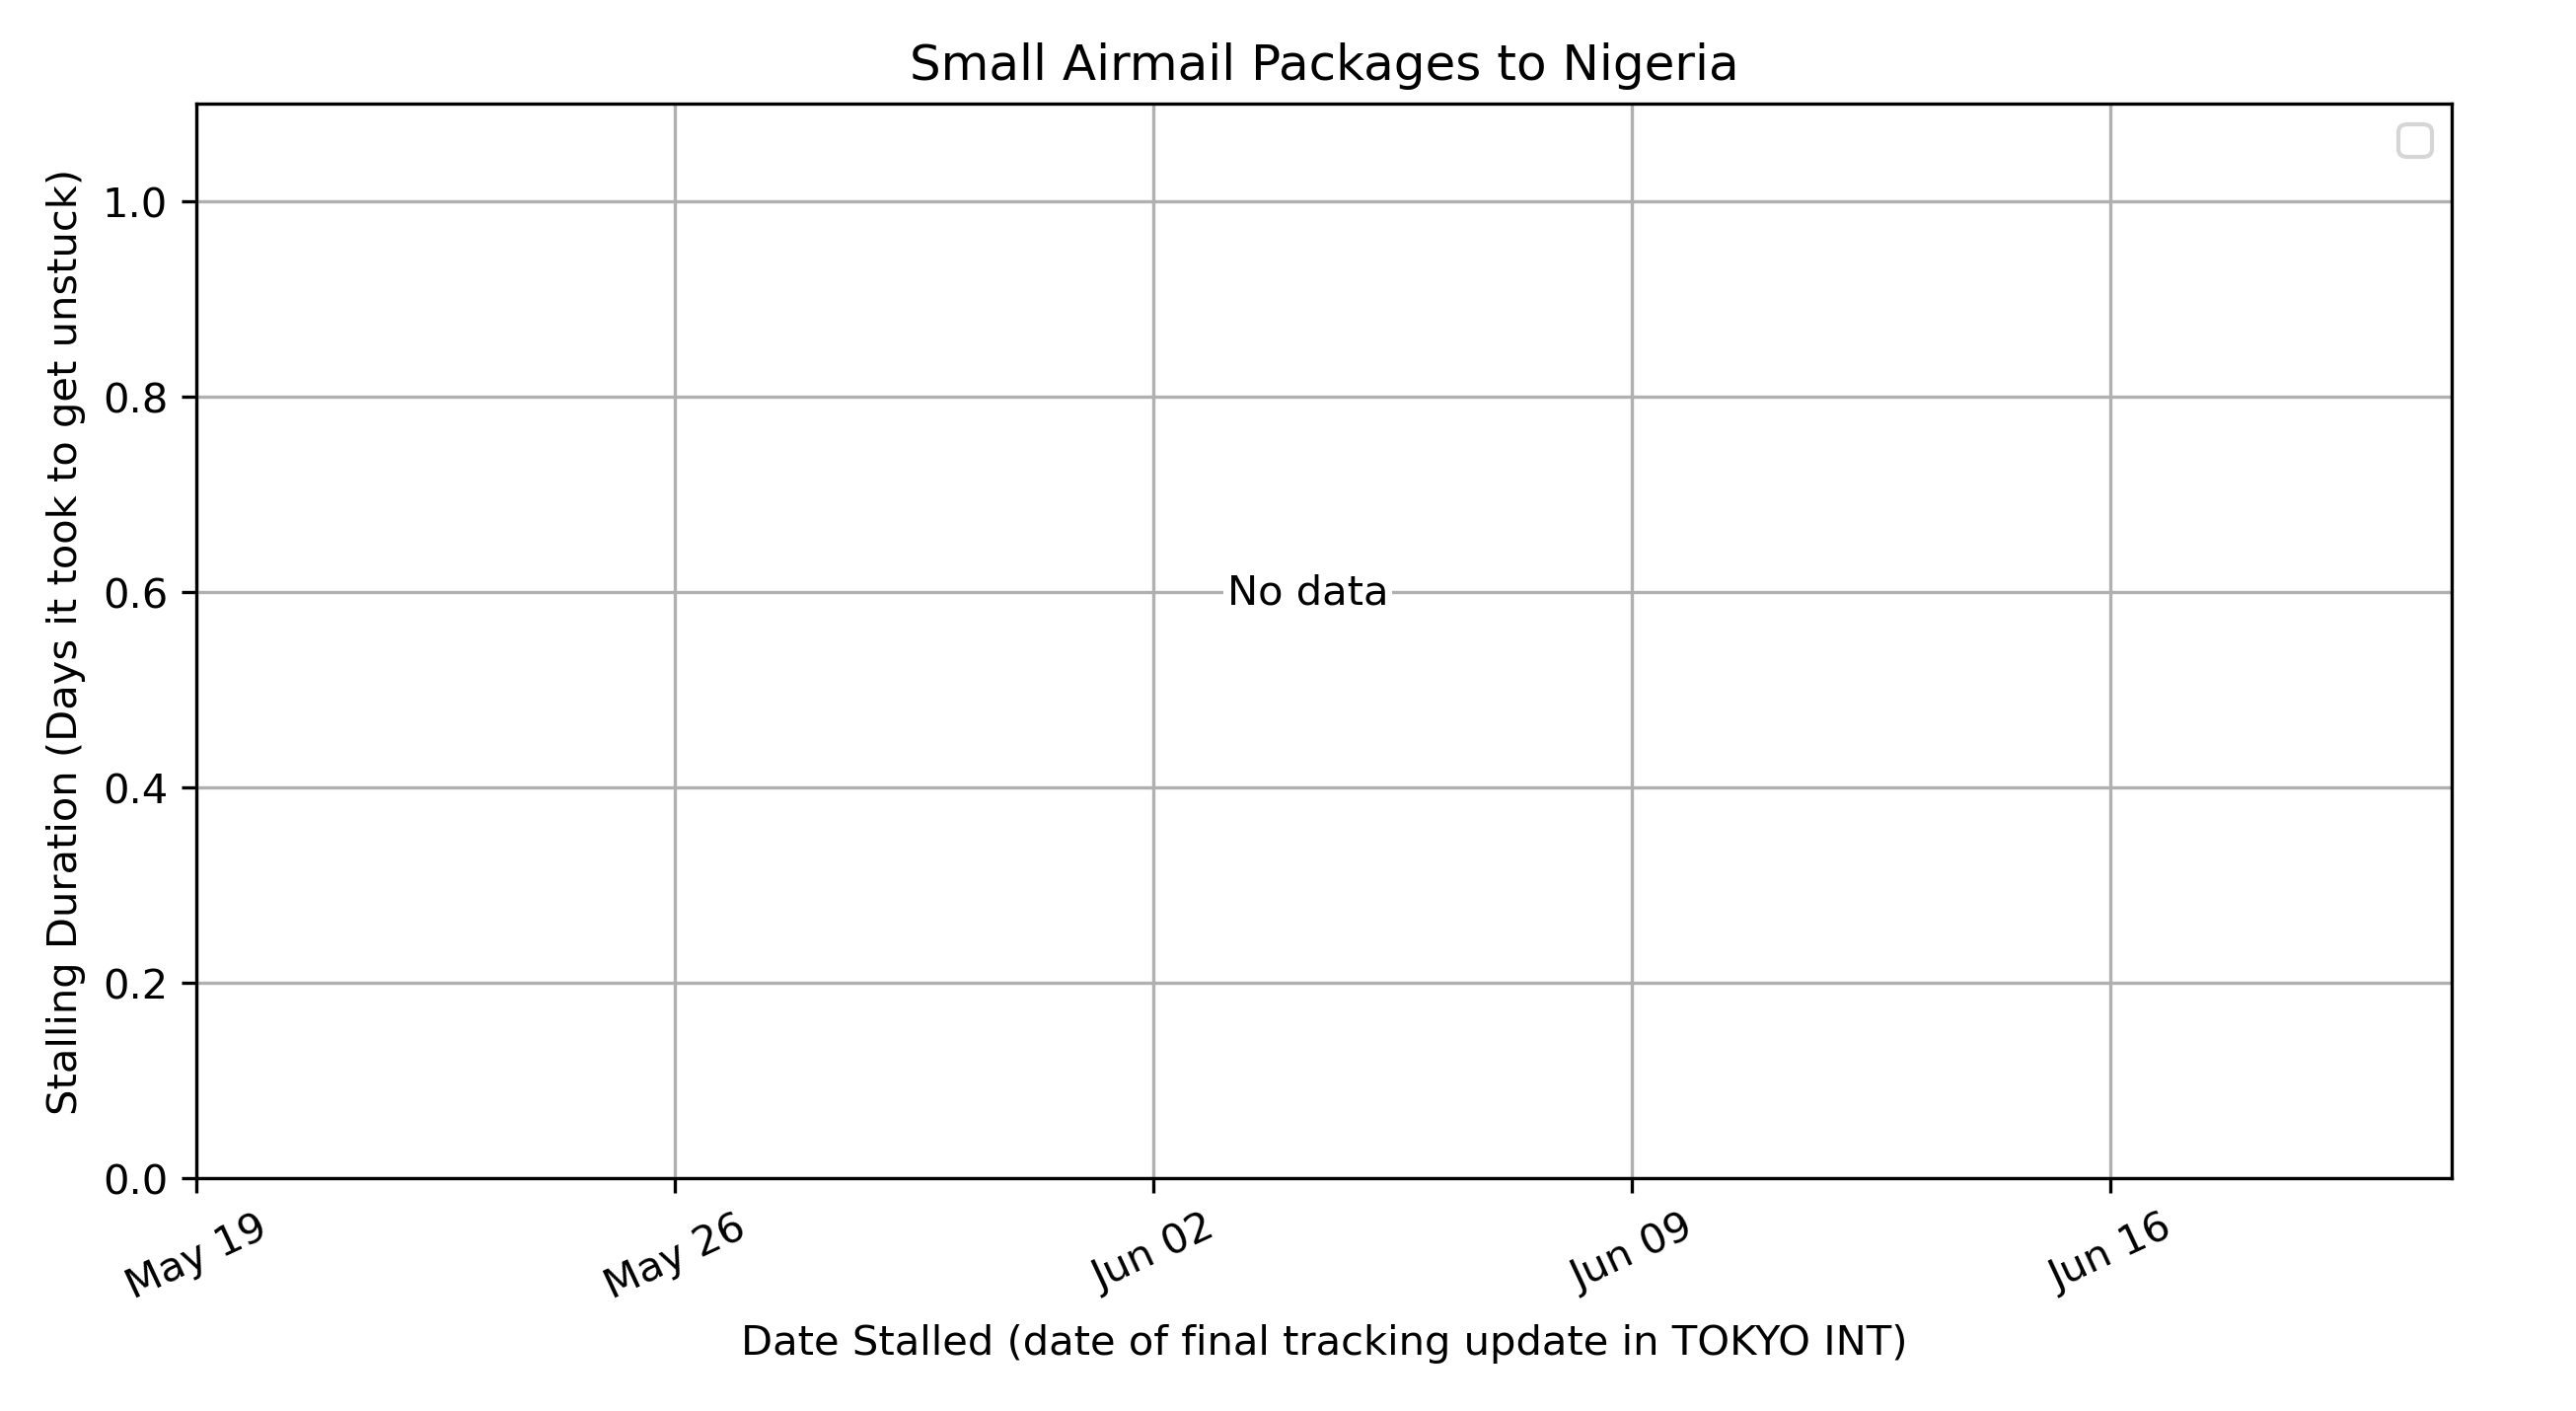 Small Airmail Packages to Nigeria
Stalling Duration (Days it took to get unstuck)
1.0
0.8
0.6
0.4
0.2
0.0
No data
May 19
May 26
Jun 02
Jun 09
Jun 16
Date Stalled (date of final tracking update in TOKYO INT)